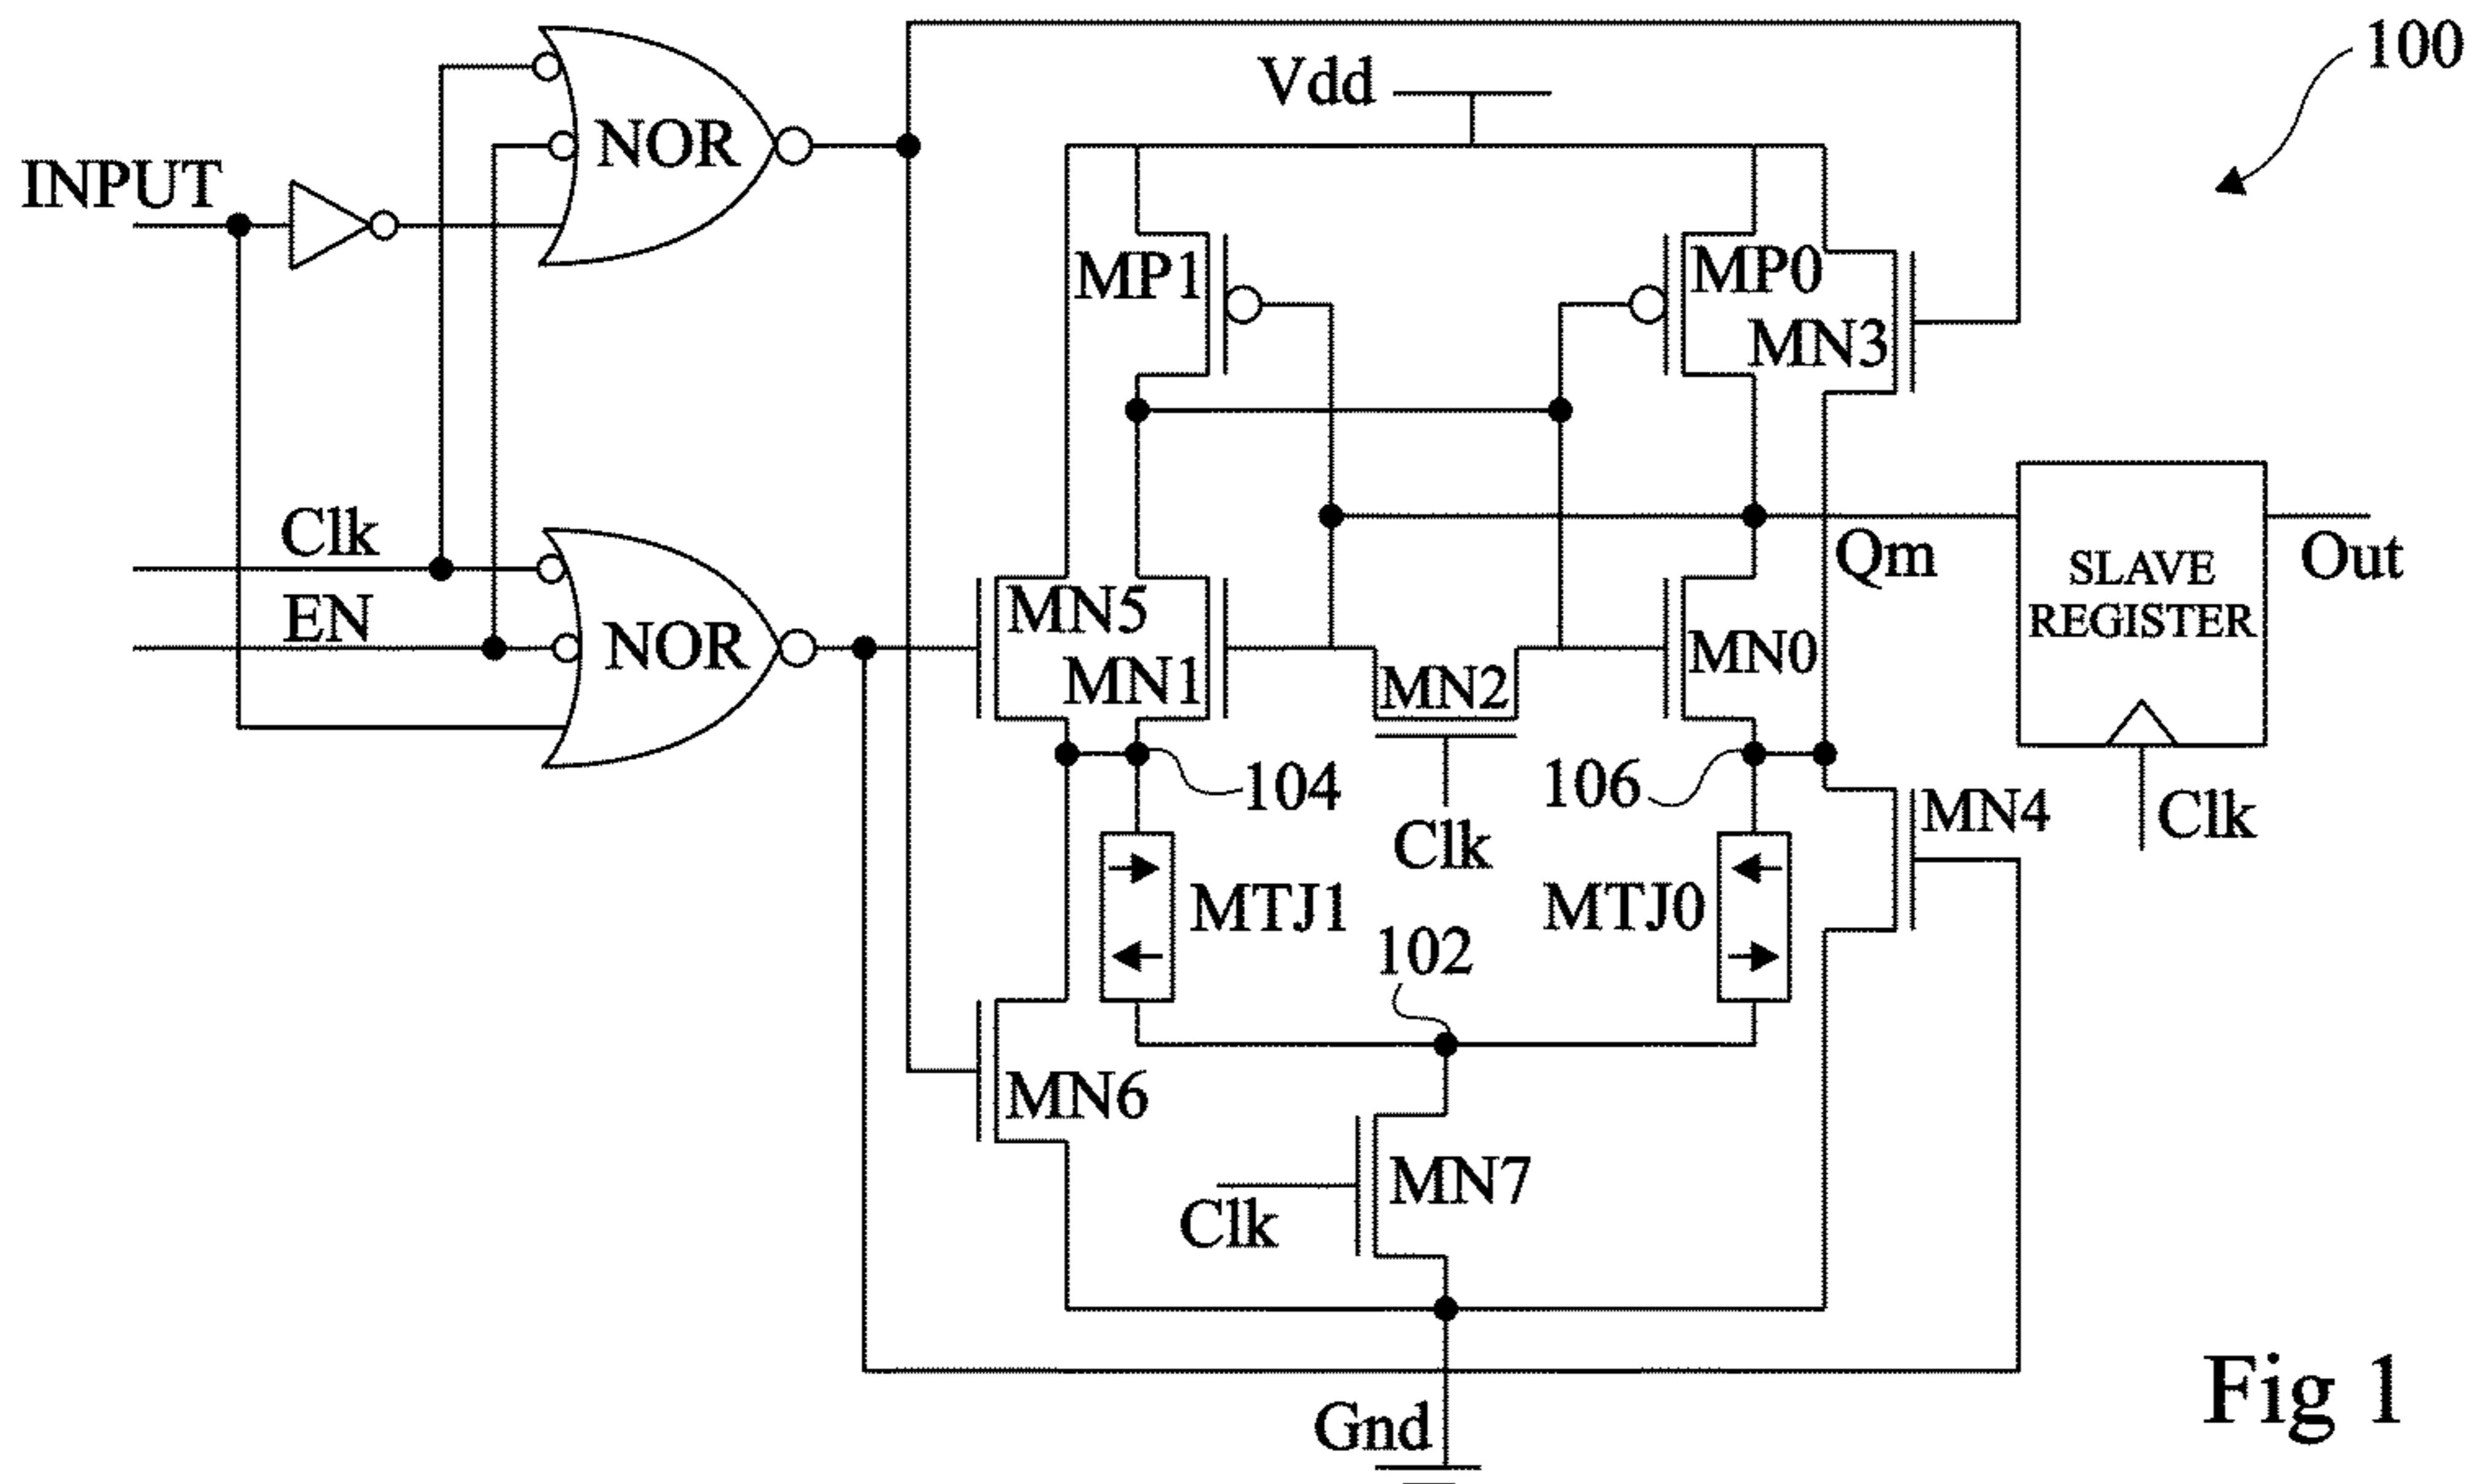 100
Vdd
NOR
INPUT
MP1
MP0
MN3
Clk
EN
NOR
MN5
MN1
MN2
MN0
Qm
SLAVE
REGISTER
Out
104
106
Clk
MN4
Clk
MTJ1
MTJ0
102
MN6
MN7
Clk
Gnd
Fig 1